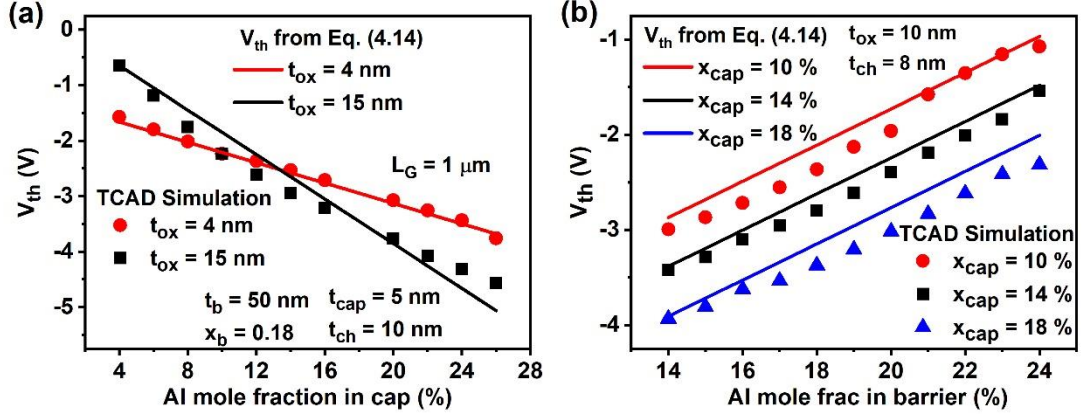 (a)
V_th from Eq. (4.14)
t_ox = 4 nm
t_ox = 15 nm
L_G = 1 μm
TCAD Simulation
t_ox = 4 nm
t_ox = 15 nm
t_b = 50 nm t_cap = 5 nm
x_b = 0.18 t_ch = 10 nm
V_th (V)
0
-1
-2
-3
-4
-5
4 8 12 16 20 24 28
Al mole fraction in cap (%)
(b)
V_th from Eq. (4.14)
x_cap = 10 %
x_cap = 14 %
x_cap = 18 %
t_ox = 10 nm
t_ch = 8 nm
TCAD Simulation
x_cap = 10 %
x_cap = 14 %
x_cap = 18 %
V_th (V)
-1
-2
-3
-4
14 16 18 20 22 24
Al mole frac in barrier (%)